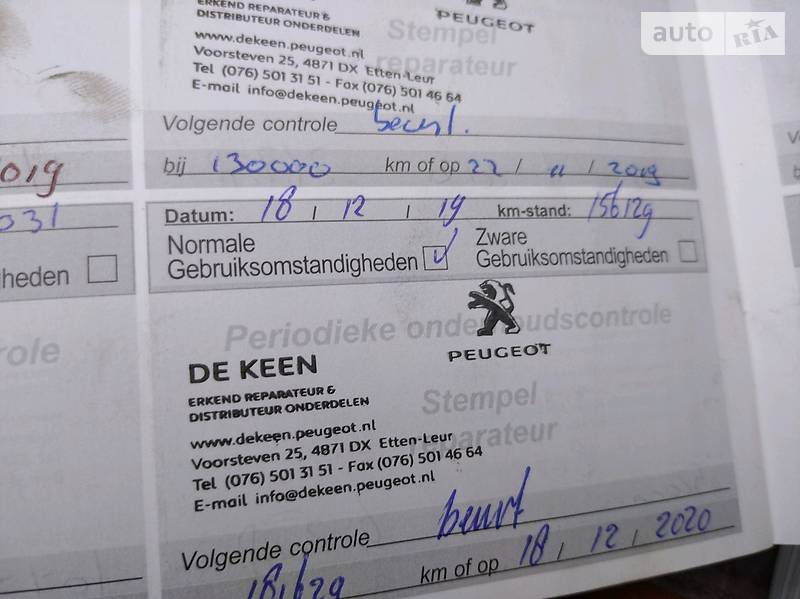 auto RIA
ERKEND REPARATEUR &
DISTRIBUTEUR ONDERDELEN
PEUGEOT
Stempel
reparateur
www.dekeen.peugeot.nl
Voorsteven 25, 4871 DX Etten-Leur
Tel (076) 501 31 51 - Fax (076) 501 46 64
E-mail info@dekeen.peugeot.nl
Volgende controle beurt.
019
bij 130000 km of op 22 / 11 / 2019
031
Datum: 18 / 12 / 19 km-stand: 156129
Normale
Gebruiksomstandigheden
Zware
Gebruiksomstandigheden
heden
Periodieke onderhoudscontrole
role
DE KEEN
PEUGEOT
ERKEND REPARATEUR &
DISTRIBUTEUR ONDERDELEN
Stempel
reparateur
www.dekeen.peugeot.nl
Voorsteven 25, 4871 DX Etten-Leur
Tel (076) 501 31 51 - Fax (076) 501 46 64
E-mail info@dekeen.peugeot.nl
Volgende controle beurt
km of op 18 / 12 / 2020